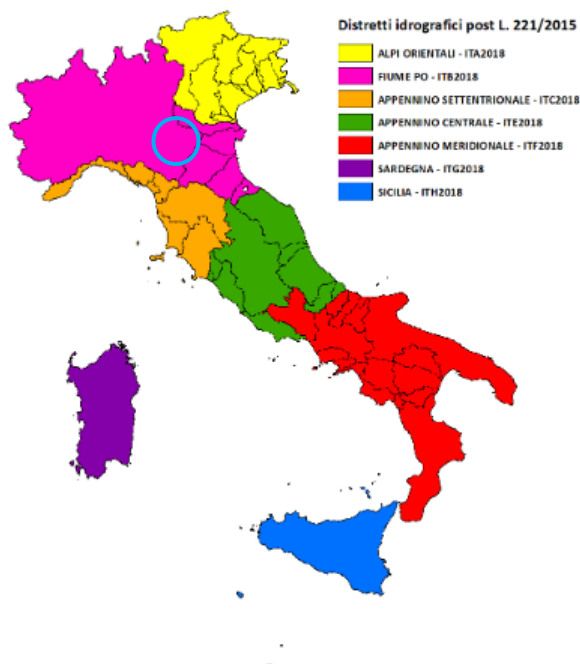 Distretti idrografici post L. 221/2015
ALPI ORIENTALI - ITA2018
FIUME PO - ITB2018
APPENNINO SETTENTRIONALE - ITC2018
APPENNINO CENTRALE - ITE2018
APPENNINO MERIDIONALE - ITF2018
SARDEGNA - ITG2018
SICILIA - ITH2018